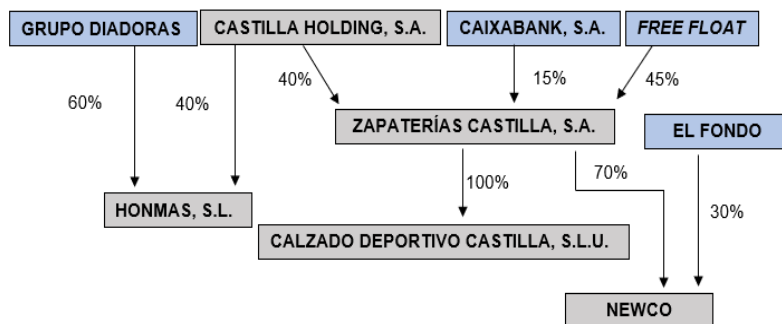 GRUPO DIADORAS
CASTILLA HOLDING, S.A.
CAIXABANK, S.A.
FREE FLOAT
60%
40%
40%
15%
45%
ZAPATERÍAS CASTILLA, S.A.
EL FONDO
100%
70%
30%
HONMAS, S.L.
CALZADO DEPORTIVO CASTILLA, S.L.U.
NEWCO